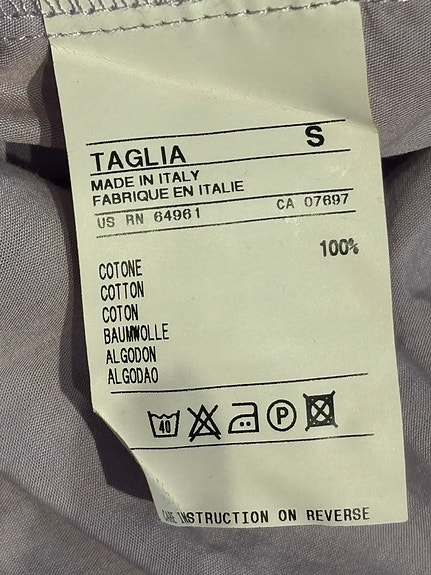 TAGLIA S
MADE IN ITALY
FABRIQUE EN ITALIE
US RN 64961 CA 07697
100%
COTONE
COTTON
COTON
BAUMWOLLE
ALGODON
ALGODAO
40 P
INSTRUCTION ON REVERSE